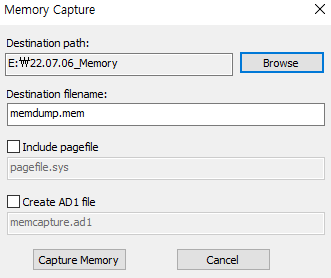 Memory Capture
Destination path:
E:₩22.07.06_Memory
Browse
Destination filename:
memdump.mem
Include pagefile
pagefile.sys
Create AD1 file
memcapture.ad1
Capture Memory
Cancel